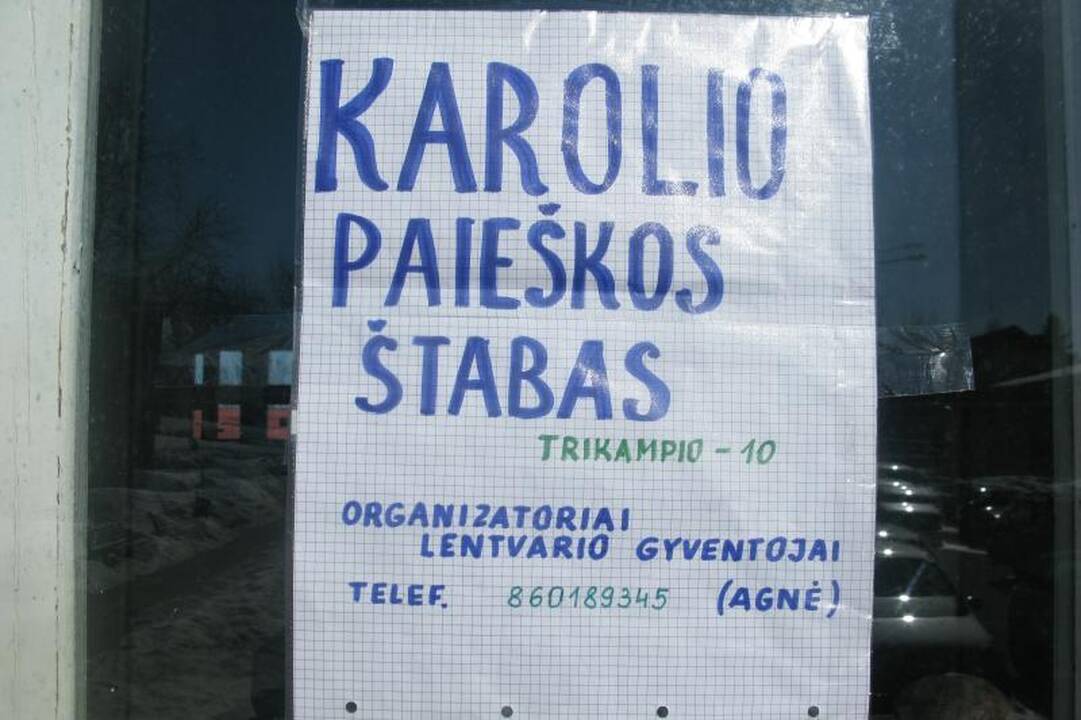 KAROLIO
PAIEŠKOS
ŠTABAS
TRIKAMPIO - 10
ORGANIZATORIAI
LENTVARIO GYVENTOJAI
TELEF. 860189345 (AGNĖ)